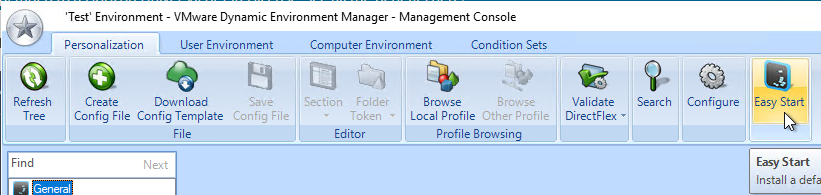 'Test' Environment - VMware Dynamic Environment Manager - Management Console
Personalization User Environment Computer Environment Condition Sets
Refresh Tree
Create Config File
Download Config Template
Save Config File
File
Section
Folder Token
Editor
Browse Local Profile
Browse Other Profile
Profile Browsing
Validate DirectFlex
Search
Configure
Easy Start
Find Next
General
Easy Start
Install a defa